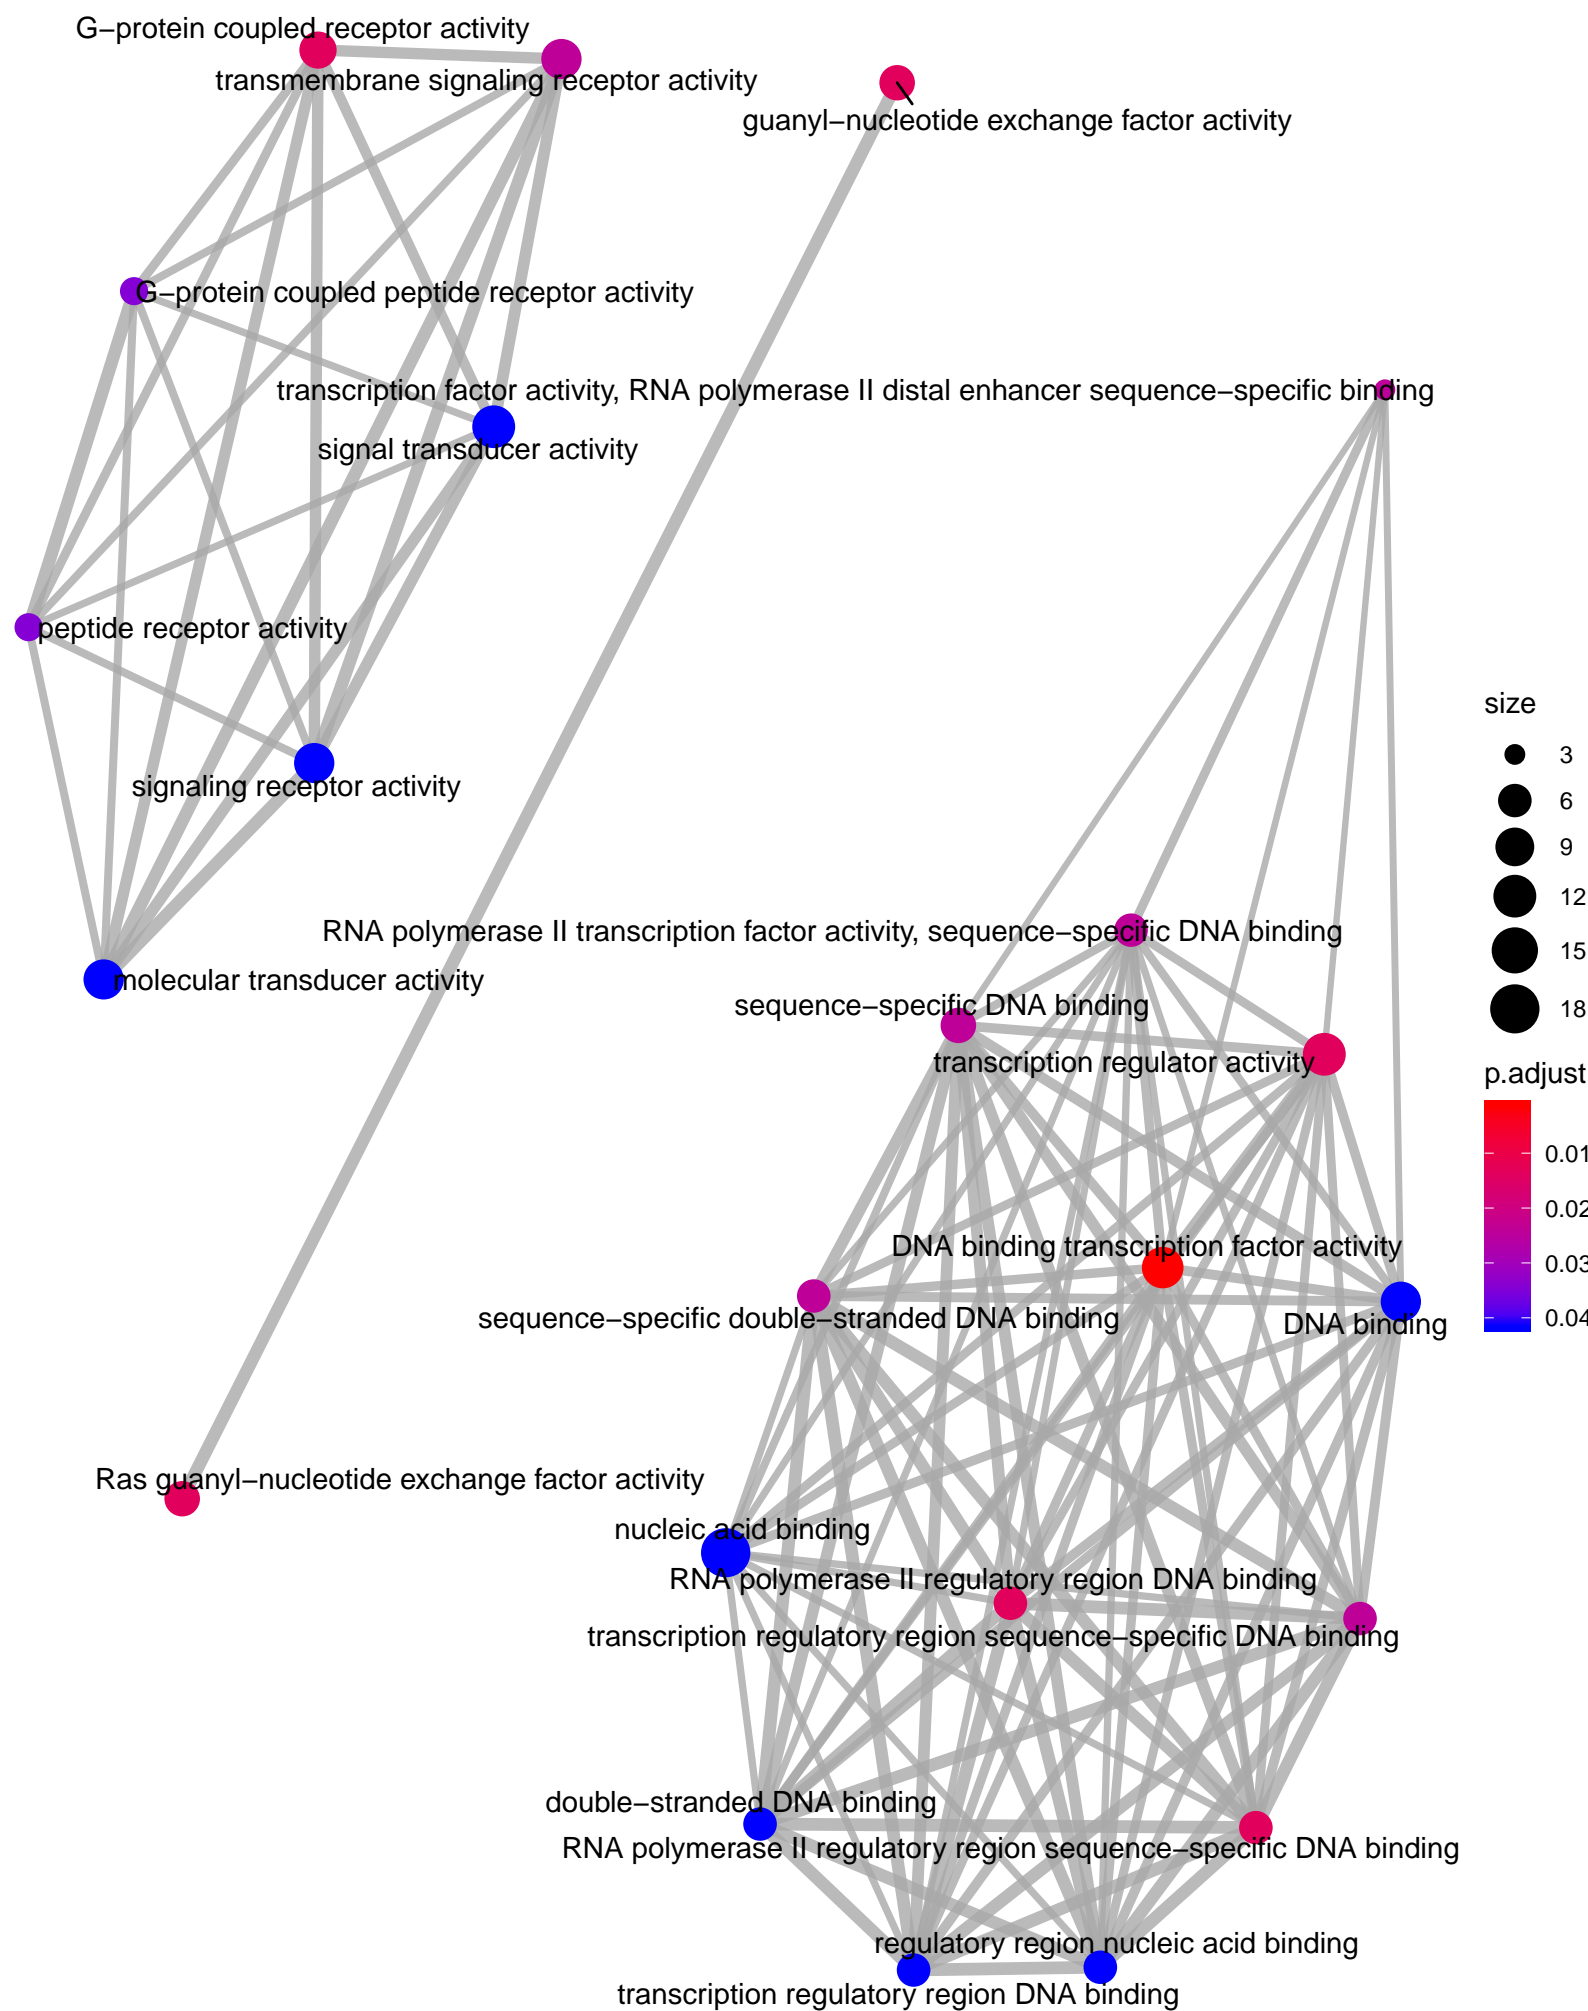 G−protein coupled receptor activity
transmembrane signaling receptor activity
guanyl−nucleotide exchange factor activity
G−protein coupled peptide receptor activity
transcription factor activity, RNA polymerase II distal enhancer sequence−specific binding
signal transducer activity
peptide receptor activity
signaling receptor activity
RNA polymerase II transcription factor activity, sequence−specific DNA binding
molecular transducer activity
sequence−specific DNA binding
transcription regulator activity
DNA binding transcription factor activity
sequence−specific double−stranded DNA binding
DNA binding
Ras guanyl−nucleotide exchange factor activity
nucleic acid binding
RNA polymerase II regulatory region DNA binding
transcription regulatory region sequence−specific DNA binding
double−stranded DNA binding
RNA polymerase II regulatory region sequence−specific DNA binding
regulatory region nucleic acid binding
transcription regulatory region DNA binding
size
3
6
9
12
15
18
p.adjust
0.01
0.02
0.03
0.04